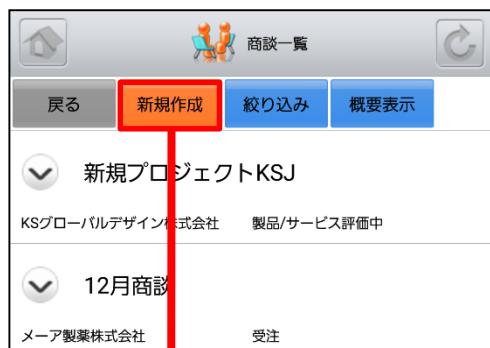 商談一覧
戻る 新規作成 絞り込み 概要表示
新規プロジェクトKSJ
KSグローバルデザイン株式会社 製品/サービス評価中
12月商談
メーア製薬株式会社 受注